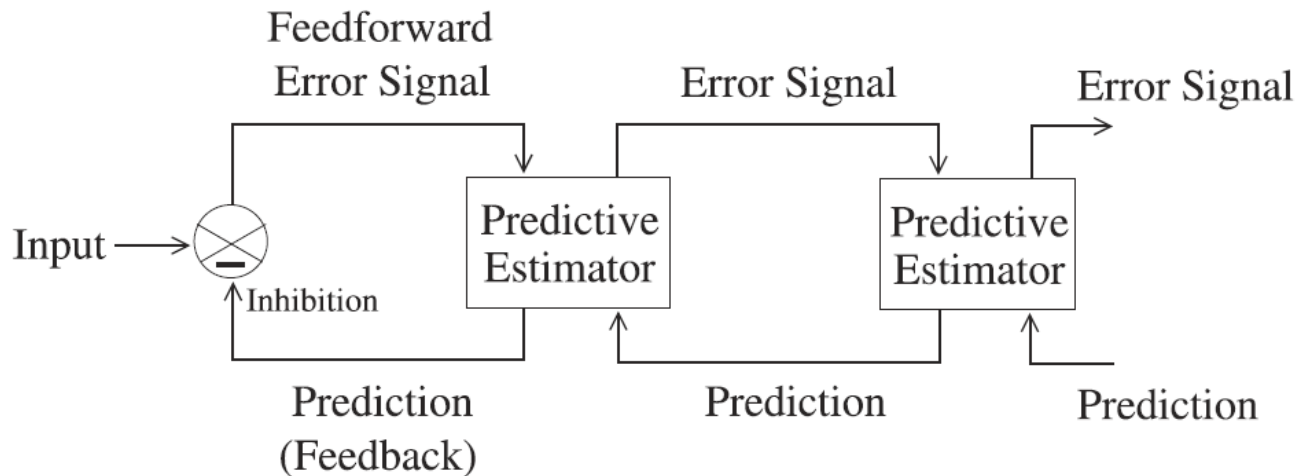 Feedforward
Error Signal
Error Signal
Error Signal
Input
Inhibition
Predictive
Estimator
Predictive
Estimator
Prediction
(Feedback)
Prediction
Prediction